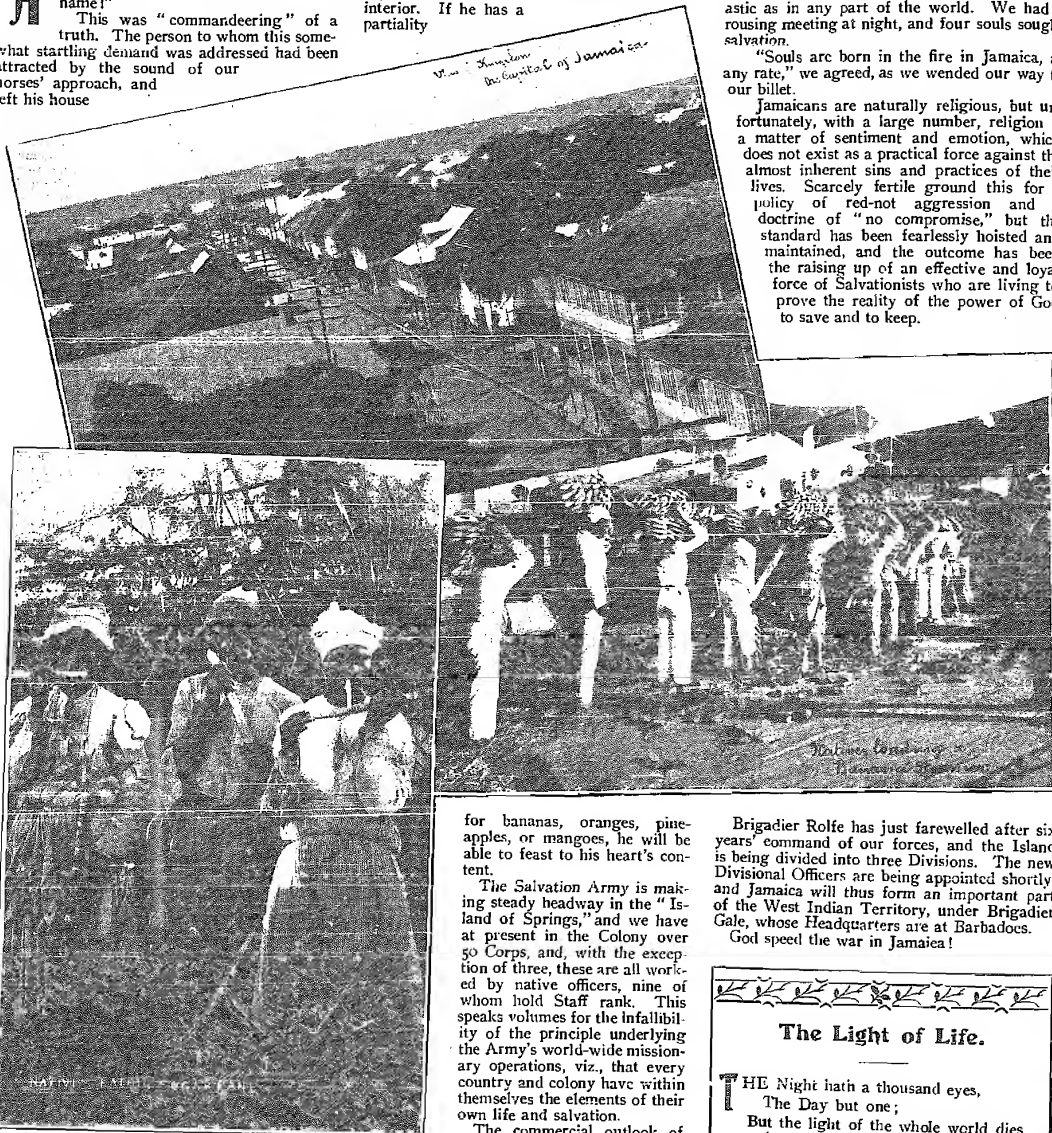 name!"
This was "commandeering" of a
truth. The person to whom this some-
what startling demand was addressed had been
attracted by the sound of our
horses' approach, and
left his house
interior. If he has a
partiality
Kingston
the Capital of Jamaica
for bananas, oranges, pine-
apples, or mangoes, he will be
able to feast to his heart's con-
tent.
The Salvation Army is mak-
ing steady headway in the "Is-
land of Springs," and we have
at present in the Colony over
50 Corps, and, with the excep-
tion of three, these are all work-
ed by native officers, nine of
whom hold Staff rank. This
speaks volumes for the infallibil-
ity of the principle underlying
the Army's world-wide mission-
ary operations, viz., that every
country and colony have within
themselves the elements of their
own life and salvation.
The commercial outlook of
astic as in any part of the world. We had
rousing meeting at night, and four souls sough
salvation.
"Souls are born in the fire in Jamaica,
any rate," we agreed, as we wended our way
our billet.
Jamaicans are naturally religious, but un
fortunately, with a large number, religion
a matter of sentiment and emotion, whic
does not exist as a practical force against th
almost inherent sins and practices of thei
lives. Scarcely fertile ground this for
policy of red-not aggression and
doctrine of "no compromise," but th
standard has been fearlessly hoisted an
maintained, and the outcome has bee
the raising up of an effective and loya
force of Salvationists who are living t
prove the reality of the power of Go
to save and to keep.
Natives loading a
Banana Steamer
NATIVE
Brigadier Rolfe has just farewelled after six
years' command of our forces, and the Island
is being divided into three Divisions. The new
Divisional Officers are being appointed shortly
and Jamaica will thus form an important part
of the West Indian Territory, under Brigadier
Gale, whose Headquarters are at Barbadoes.
God speed the war in Jamaica!
The Light of Life.
THE Night hath a thousand eyes,
The Day but one;
But the light of the whole world dies